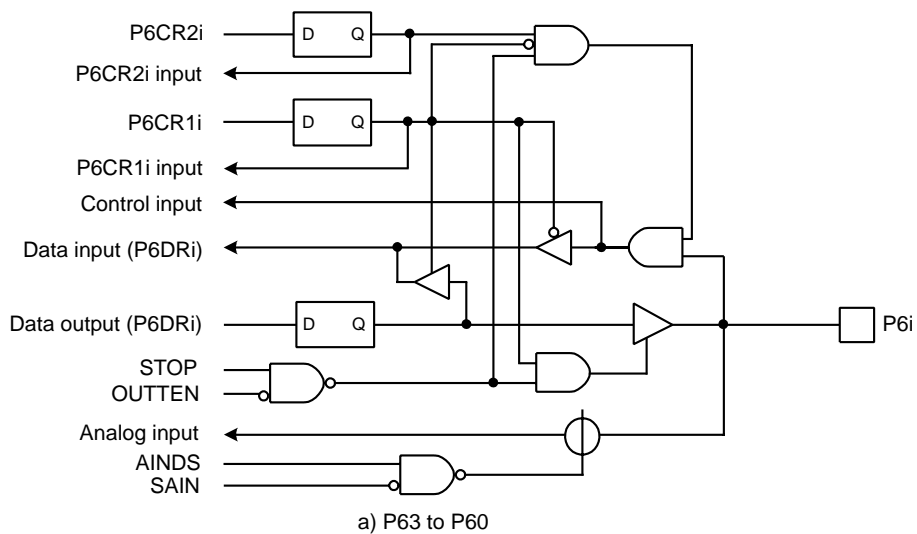 P6CR2i
D Q
P6CR2i input
P6CR1i
D Q
P6CR1i input
Control input
Data input (P6DRi)
Data output (P6DRi)
D Q
P6i
STOP
OUTTEN
Analog input
AINDS
SAIN
a) P63 to P60